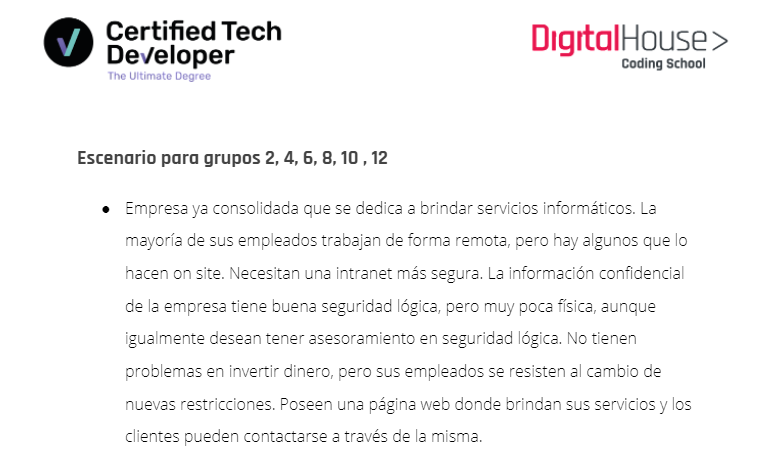 Certified Tech
Developer
The Ultimate Degree
DigitalHouse>
Coding School
Escenario para grupos 2, 4, 6, 8, 10 , 12
● Empresa ya consolidada que se dedica a brindar servicios informáticos. La
mayoría de sus empleados trabajan de forma remota, pero hay algunos que lo
hacen on site. Necesitan una intranet más segura. La información confidencial
de la empresa tiene buena seguridad lógica, pero muy poca física, aunque
igualmente desean tener asesoramiento en seguridad lógica. No tienen
problemas en invertir dinero, pero sus empleados se resisten al cambio de
nuevas restricciones. Poseen una página web donde brindan sus servicios y los
clientes pueden contactarse a través de la misma.